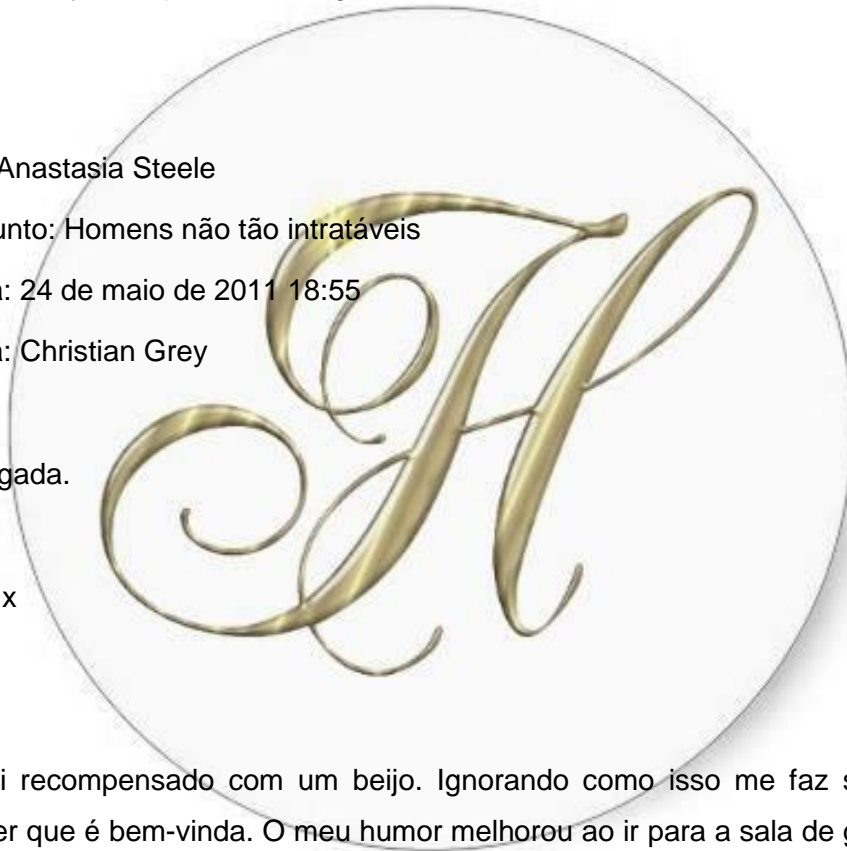 Anastasia Steele
unto: Homens não tão intratáveis
a: 24 de maio de 2011 18:55
a: Christian Grey
gada.
x
H
i recompensado com um beijo. Ignorando como isso me faz s
er que é bem-vinda. O meu humor melhorou ao ir para a sala de g